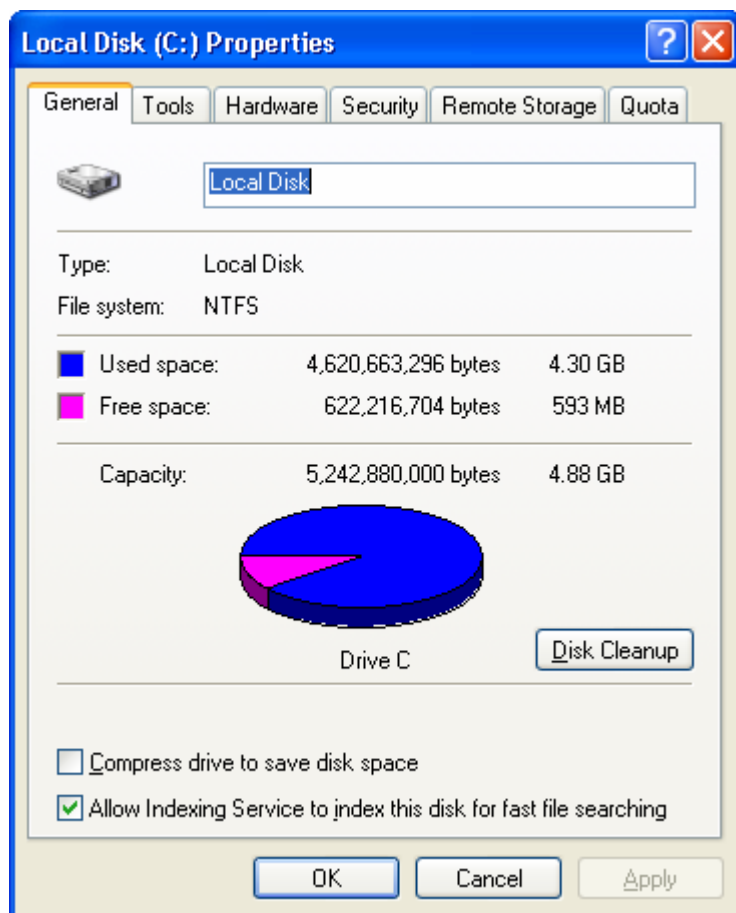 Local Disk (C:) Properties
General Tools Hardware Security Remote Storage Quota
Local Disk
Type: Local Disk
File system: NTFS
Used space: 4,620,663,296 bytes 4.30 GB
Free space: 622,216,704 bytes 593 MB
Capacity: 5,242,880,000 bytes 4.88 GB
Drive C
Disk Cleanup
Compress drive to save disk space
Allow Indexing Service to index this disk for fast file searching
OK Cancel Apply